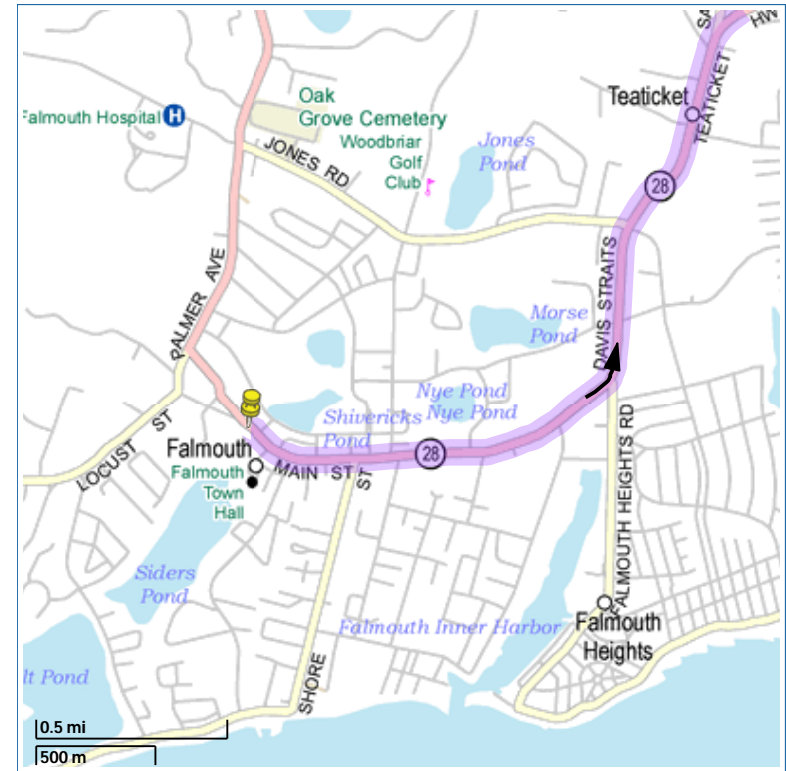 SA
HW
Teaticket
TEATICKET
Oak
Grove Cemetery
Falmouth Hospital
H
Woodbriar
Golf
Club
Jones
Pond
JONES RD
28
PALMER AVE
DAVIS STRAITS
Morse
Pond
Nye Pond
Nye Pond
Shivericks
Pond
LOCUST ST
Falmouth
MAIN ST
ST
28
Falmouth
Town
Hall
FALMOUTH HEIGHTS RD
Siders
Pond
Falmouth Inner Harbor
Falmouth
Heights
SHORE
lt Pond
0.5 mi
500 m